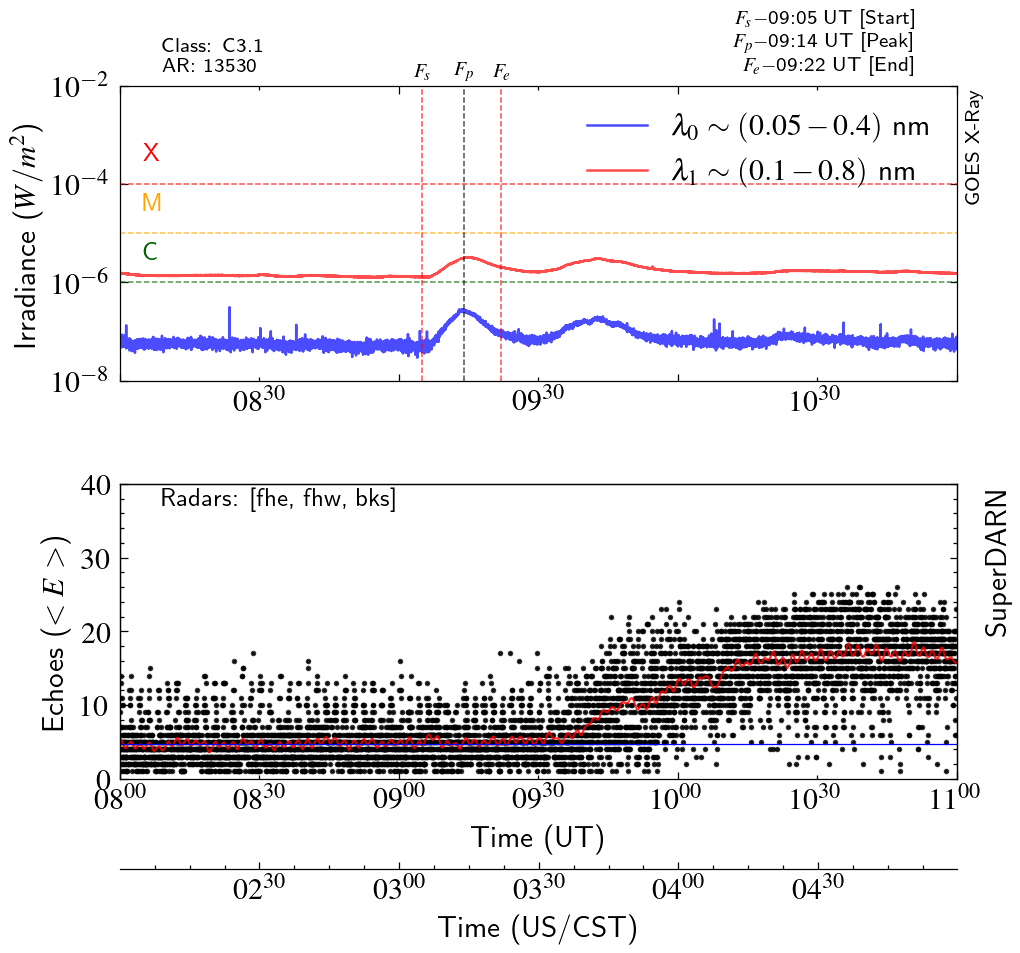 Class: C3.1
AR: 13530
F_s−09:05 UT [Start]
F_p−09:14 UT [Peak]
F_e−09:22 UT [End]
F_s F_p F_e
10^−2
10^−4
10^−6
10^−8
Irradiance (W/m^2)
X
M
C
λ_0 ∼ (0.05 − 0.4) nm
λ_1 ∼ (0.1 − 0.8) nm
GOES X-Ray
08^30 09^30 10^30
Radars: [fhe, fhw, bks]
40
30
20
10
0
Echoes (< E >)
SuperDARN
08^00 08^30 09^00 09^30 10^00 10^30 11^00
Time (UT)
02^30 03^00 03^30 04^00 04^30
Time (US/CST)